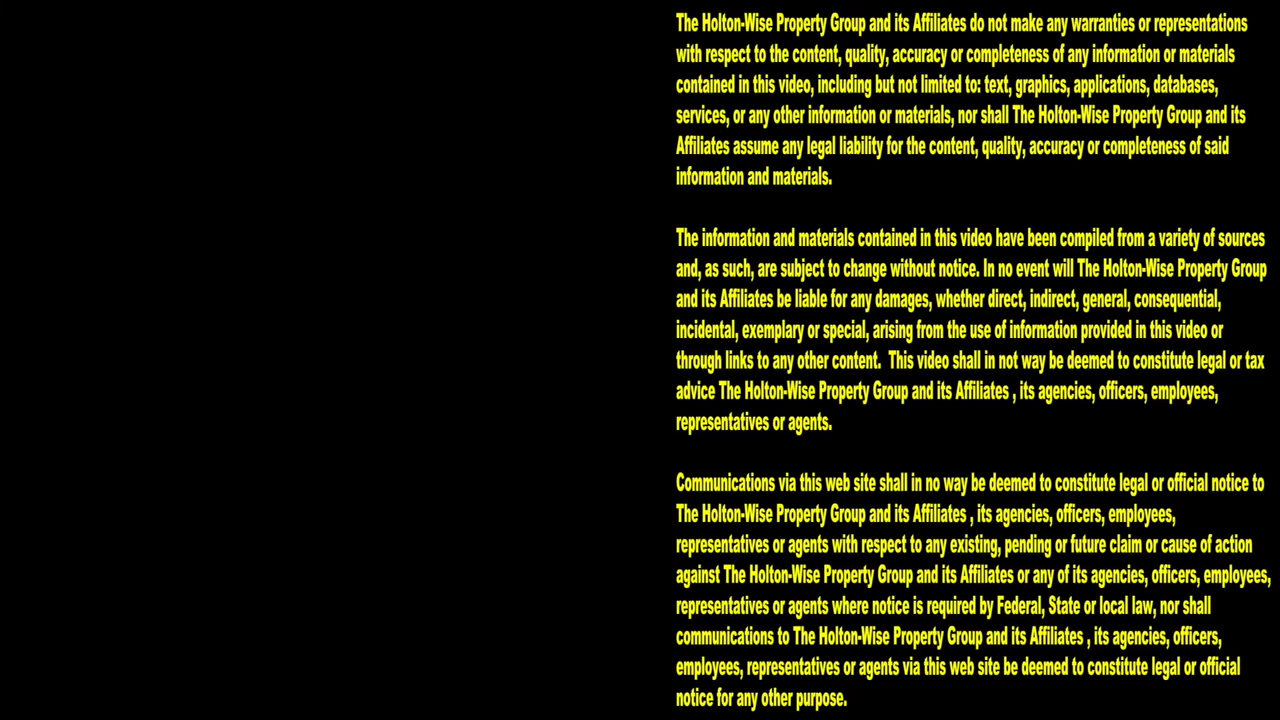 The Holton-Wise Property Group and its Affiliates do not make any warranties or representations
with respect to the content, quality, accuracy or completeness of any information or materials
contained in this video, including but not limited to: text, graphics, applications, databases,
services, or any other information or materials, nor shall The Holton-Wise Property Group and its
Affiliates assume any legal liability for the content, quality, accuracy or completeness of said
information and materials.
The information and materials contained in this video have been compiled from a variety of sources
and, as such, are subject to change without notice. In no event will The Holton-Wise Property Group
and its Affiliates be liable for any damages, whether direct, indirect, general, consequential,
incidental, exemplary or special, arising from the use of information provided in this video or
through links to any other content.  This video shall in not way be deemed to constitute legal or tax
advice The Holton-Wise Property Group and its Affiliates , its agencies, officers, employees,
representatives or agents.
Communications via this web site shall in no way be deemed to constitute legal or official notice to
The Holton-Wise Property Group and its Affiliates , its agencies, officers, employees,
representatives or agents with respect to any existing, pending or future claim or cause of action
against The Holton-Wise Property Group and its Affiliates or any of its agencies, officers, employees,
representatives or agents where notice is required by Federal, State or local law, nor shall
communications to The Holton-Wise Property Group and its Affiliates , its agencies, officers,
employees, representatives or agents via this web site be deemed to constitute legal or official
notice for any other purpose.